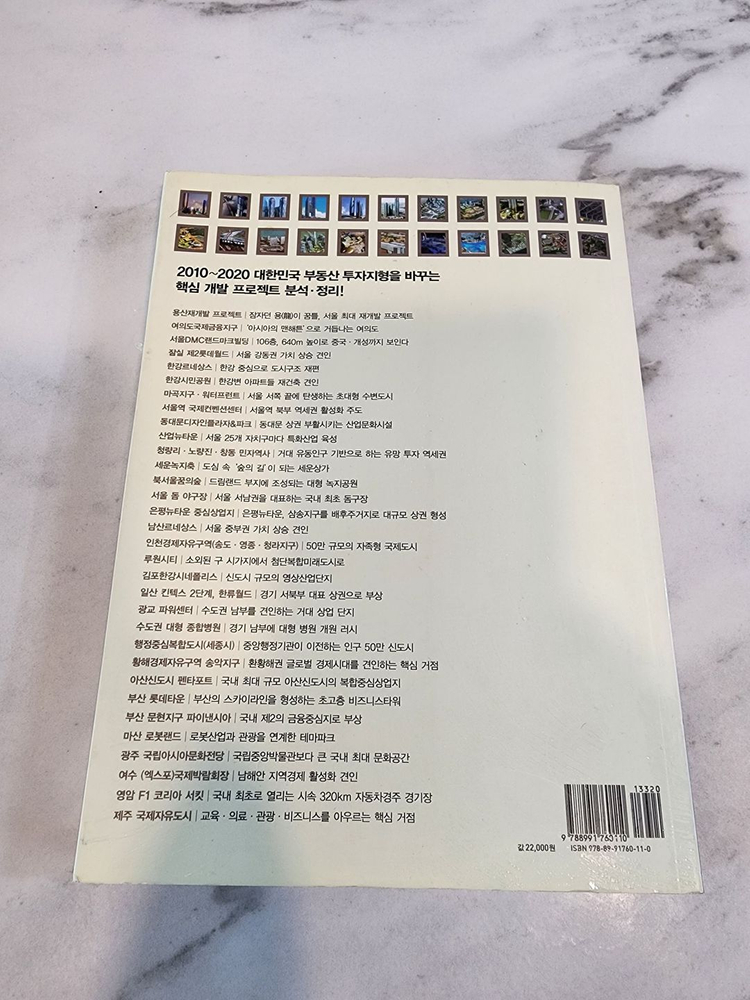 2010~2020 대한민국 부동산 투자지형을 바꾸는
핵심 개발 프로젝트 분석·정리!
용산재개발 프로젝트 | 잠자던 용(龍)이 꿈틀, 서울 최대 재개발 프로젝트
여의도국제금융지구 | '아시아의 맨해튼'으로 거듭나는 여의도
서울DMC랜드마크빌딩 | 106층, 640m 높이로 중국·개성까지 보인다
잠실 제2롯데월드 | 서울 강동권 가치 상승 견인
한강르네상스 | 한강 중심으로 도시구조 재편
한강시민공원 | 한강변 아파트들 재건축 견인
마곡지구·워터프런트 | 서울 서쪽 끝에 탄생하는 초대형 수변도시
서울역 국제컨벤션센터 | 서울역 북부 역세권 활성화 주도
동대문디자인플라자&파크 | 동대문 상권 부활시키는 산업문화시설
산업뉴타운 | 서울 25개 자치구마다 특화산업 육성
청량리·노량진·창동 민자역사 | 거대 유동인구 기반으로 하는 유망 투자 역세권
세운녹지축 | 도심 속 '숲의 길'이 되는 세운상가
북서울꿈의숲 | 드림랜드 부지에 조성되는 대형 녹지공원
서울 돔 야구장 | 서울 서남권을 대표하는 국내 최초 돔구장
은평뉴타운 중심상업지 | 은평뉴타운, 삼송지구를 배후주거지로 대규모 상권 형성
남산르네상스 | 서울 중부권 가치 상승 견인
인천경제자유구역(송도·영종·청라지구) | 50만 규모의 자족형 국제도시
루원시티 | 소외된 구 시가지에서 첨단복합미래도시로
김포한강시네폴리스 | 신도시 규모의 영상산업단지
일산 킨텍스 2단계, 한류월드 | 경기 서북부 대표 상권으로 부상
광교 파워센터 | 수도권 남부를 견인하는 거대 상업 단지
수도권 대형 종합병원 | 경기 남부에 대형 병원 개원 러시
행정중심복합도시(세종시) | 중앙행정기관이 이전하는 인구 50만 신도시
황해경제자유구역 송악지구 | 환황해권 글로벌 경제시대를 견인하는 핵심 거점
아산신도시 펜타포트 | 국내 최대 규모 아산신도시의 복합중심상업지
부산 롯데타운 | 부산의 스카이라인을 형성하는 초고층 비즈니스타워
부산 문현지구 파이낸시아 | 국내 제2의 금융중심지로 부상
마산 로봇랜드 | 로봇산업과 관광을 연계한 테마파크
광주 국립아시아문화전당 | 국립중앙박물관보다 큰 국내 최대 문화공간
여수 (엑스포)국제박람회장 | 남해안 지역경제 활성화 견인
영암 F1 코리아 서킷 | 국내 최초로 열리는 시속 320km 자동차경주 경기장
제주 국제자유도시 | 교육·의료·관광·비즈니스를 아우르는 핵심 거점
13320
9 788991 760110
값 22,000원 ISBN 978-89-91760-11-0